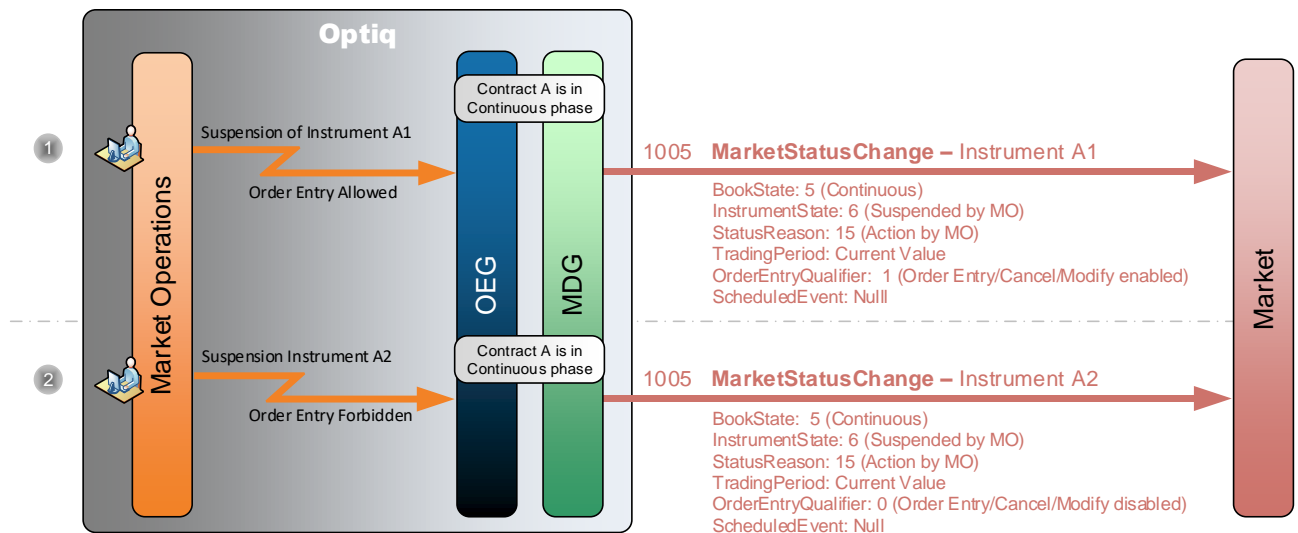 Optiq
Contract A is in
Continuous phase
1
Suspension of Instrument A1
Order Entry Allowed
1005 MarketStatusChange – Instrument A1
BookState: 5 (Continuous)
InstrumentState: 6 (Suspended by MO)
StatusReason: 15 (Action by MO)
TradingPeriod: Current Value
OrderEntryQualifier: 1 (Order Entry/Cancel/Modify enabled)
ScheduledEvent: Nulll
Market Operations
OEG
MDG
Market
Contract A is in
Continuous phase
2
Suspension Instrument A2
Order Entry Forbidden
1005 MarketStatusChange – Instrument A2
BookState: 5 (Continuous)
InstrumentState: 6 (Suspended by MO)
StatusReason: 15 (Action by MO)
TradingPeriod: Current Value
OrderEntryQualifier: 0 (Order Entry/Cancel/Modify disabled)
ScheduledEvent: Null